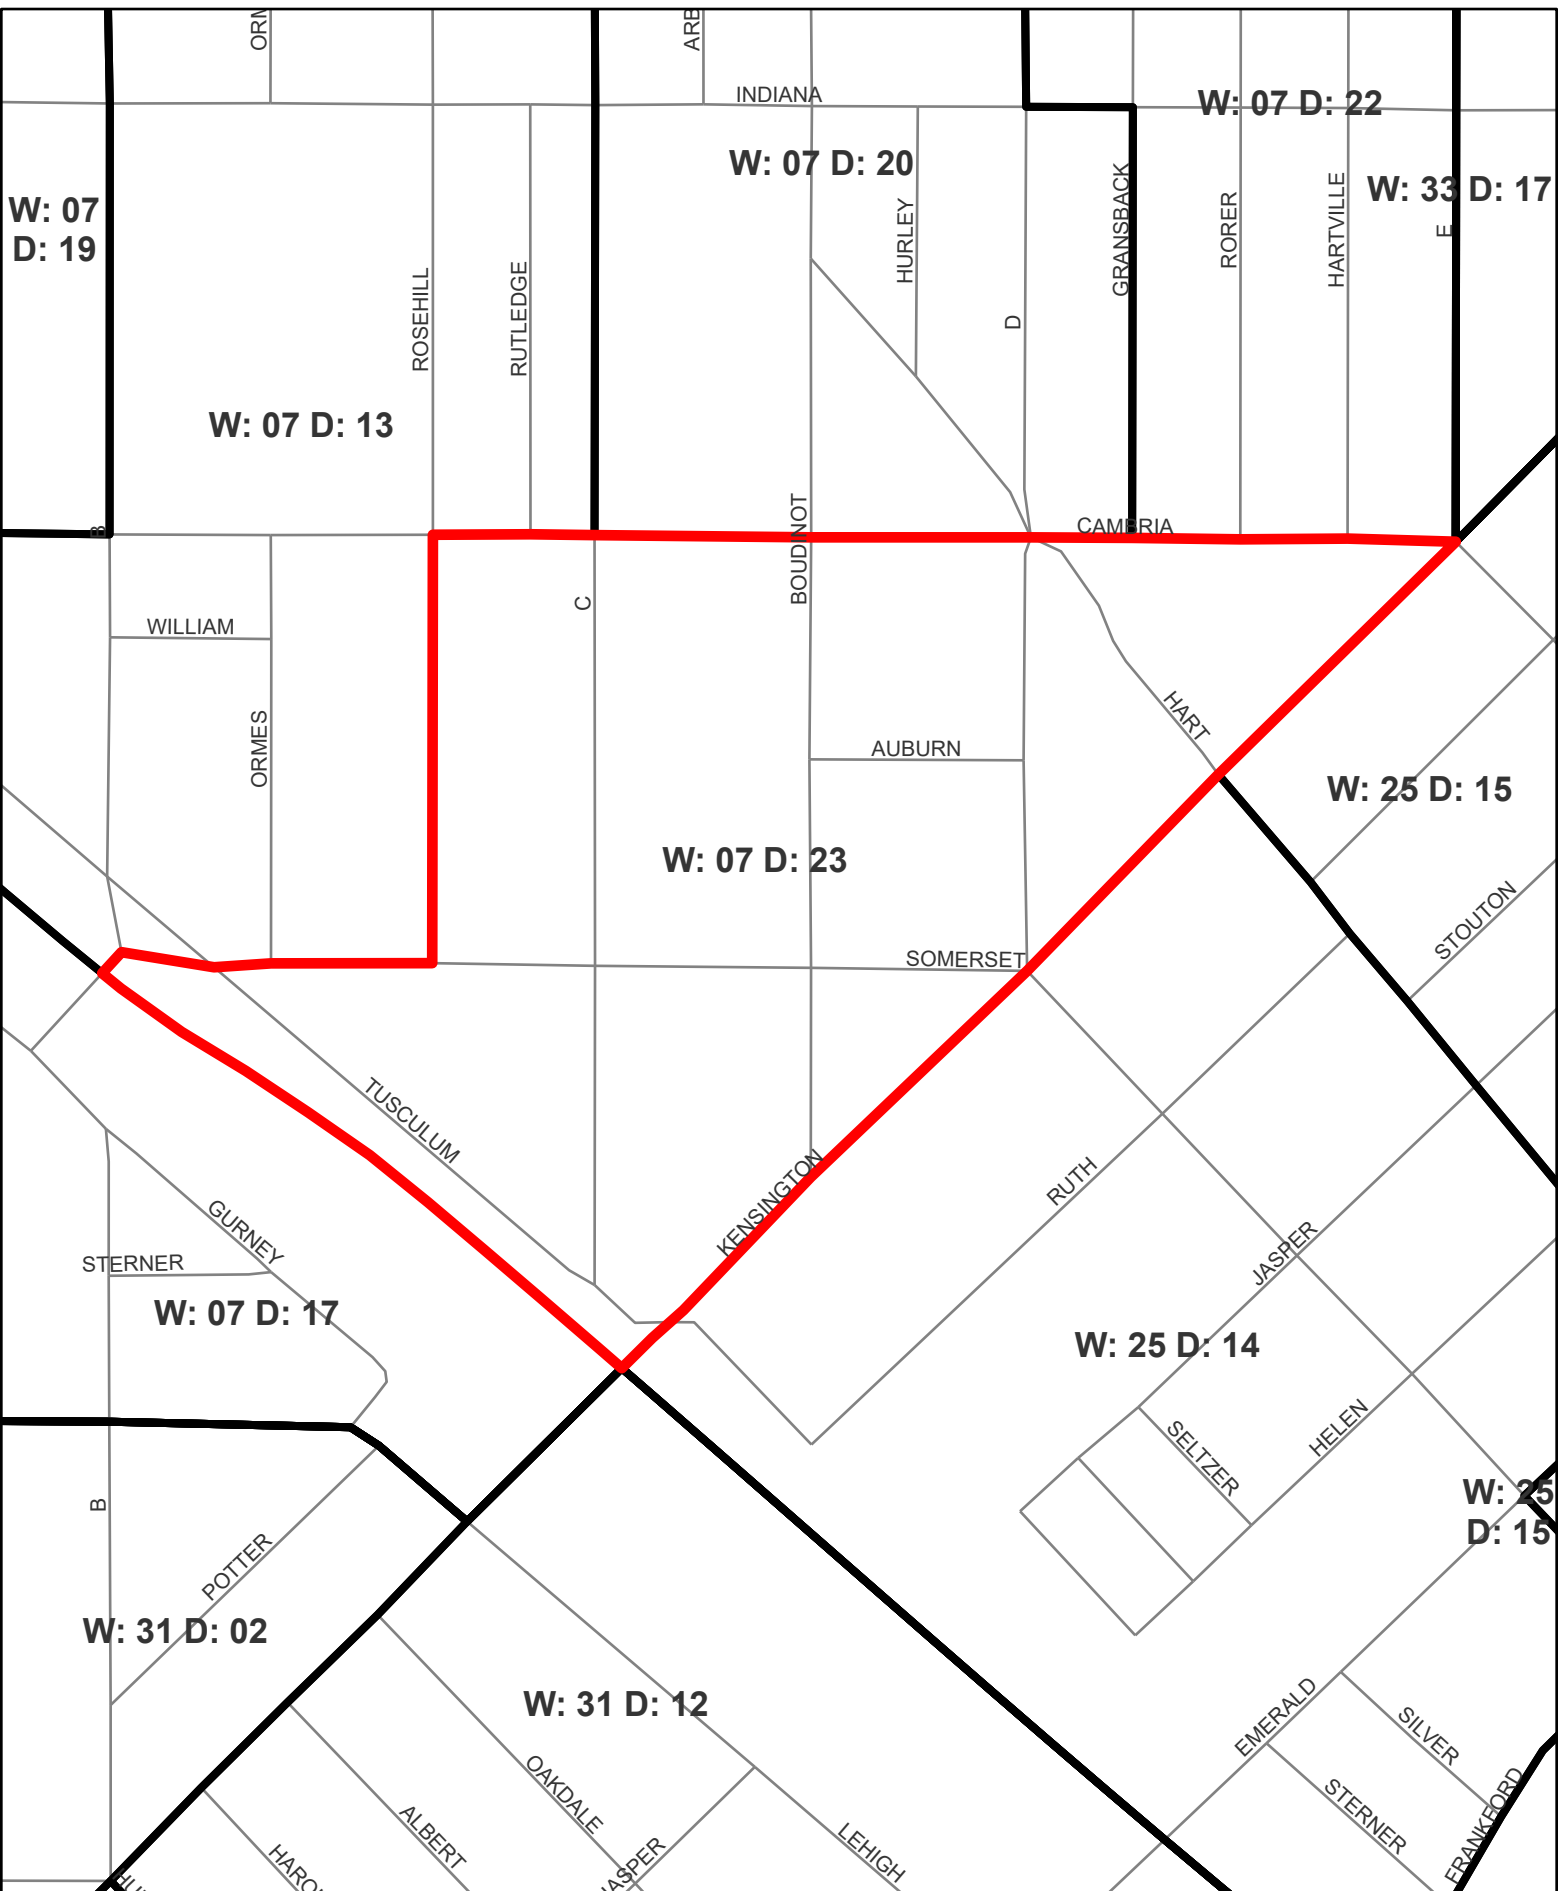 INDIANA
W: 07 D: 22
W: 07 D: 20
W: 33 D: 17
W: 07
D: 19
HURLEY
GRANSBACK
RORER
HARTVILLE
E
ROSEHILL
RUTLEDGE
D
W: 07 D: 13
B
BOUDINOT
CAMBRIA
C
WILLIAM
ORMES
HART
AUBURN
W: 25 D: 15
W: 07 D: 23
STOUTON
SOMERSET
TUSCULUM
KENSINGTON
RUTH
GURNEY
STERNER
JASPER
W: 07 D: 17
W: 25 D: 14
SELTZER
HELEN
B
W: 25
D: 15
POTTER
W: 31 D: 02
W: 31 D: 12
EMERALD
SILVER
OAKDALE
ALBERT
STERNER
FRANKFORD
LEHIGH
JASPER